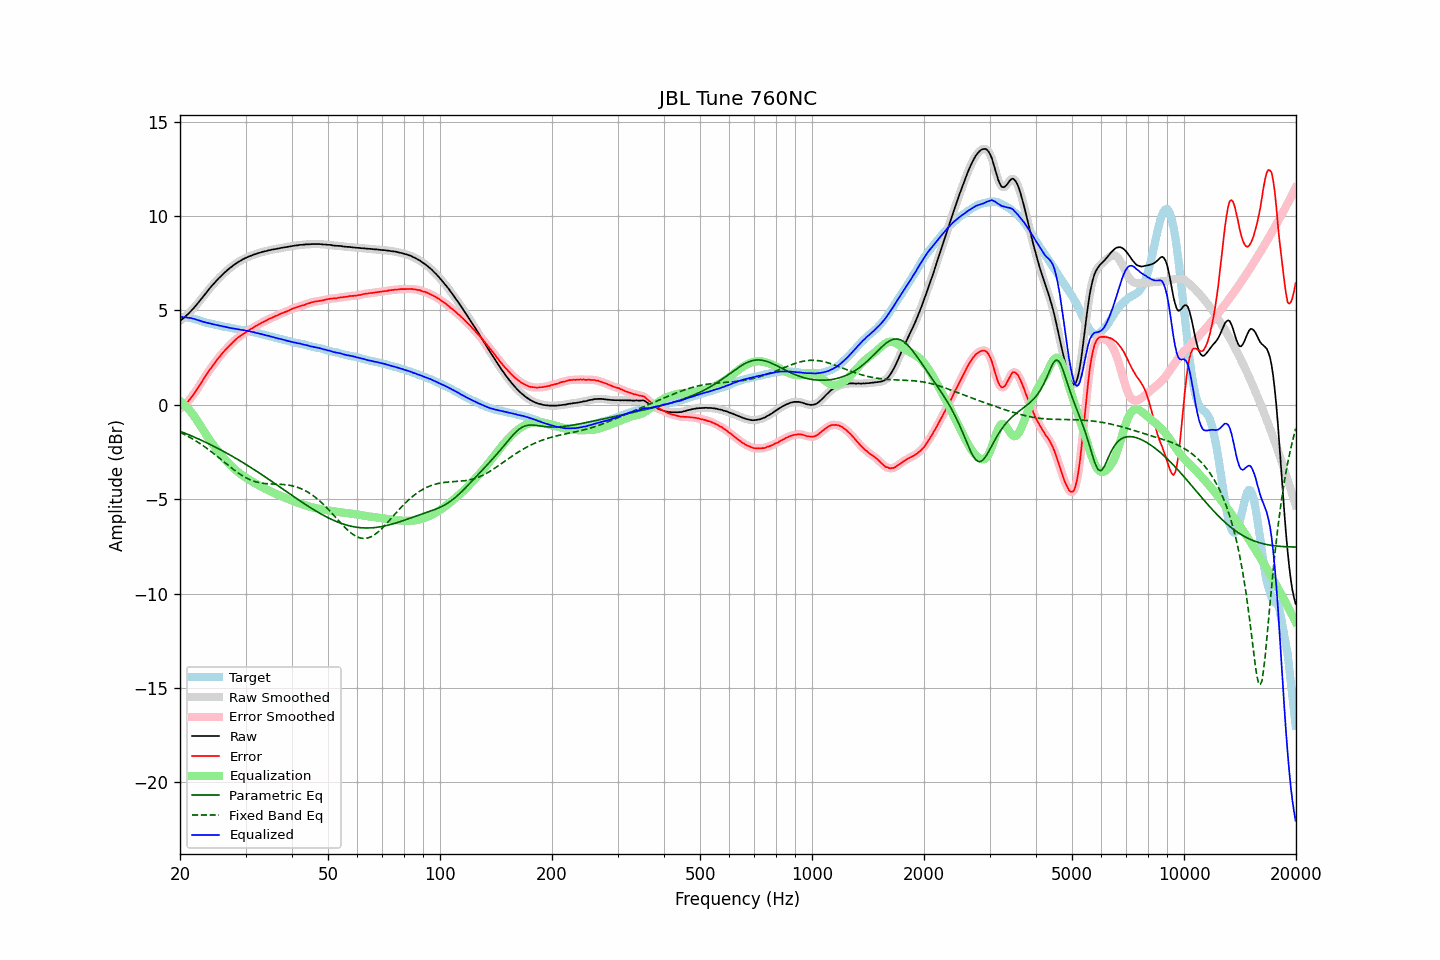 JBL Tune 760NC
15
10
5
0
−5
−10
−15
−20
Amplitude (dBr)
Target
Raw Smoothed
Error Smoothed
Raw
Error
Equalization
Parametric Eq
Fixed Band Eq
Equalized
20 50 100 200 500 1000 2000 5000 10000 20000
Frequency (Hz)